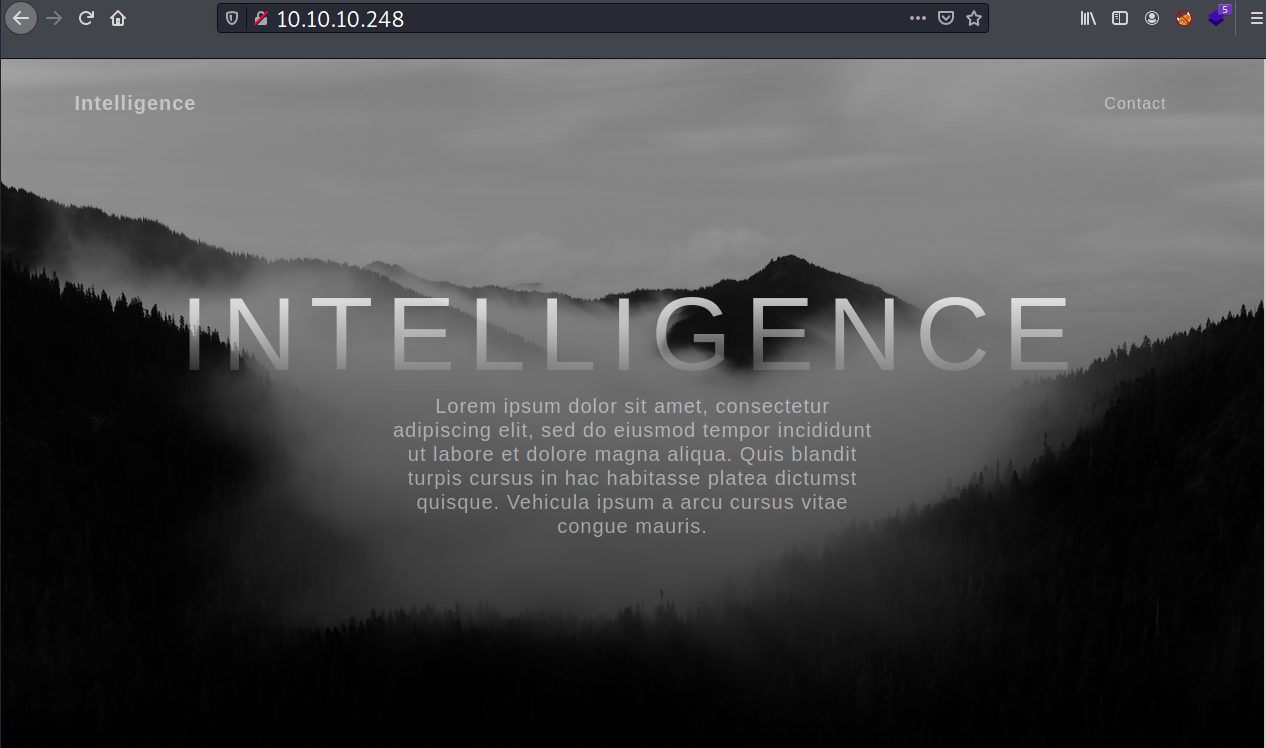 10.10.10.248
5
Intelligence
Contact
INTELLIGENCE
Lorem ipsum dolor sit amet, consectetur
adipiscing elit, sed do eiusmod tempor incididunt
ut labore et dolore magna aliqua. Quis blandit
turpis cursus in hac habitasse platea dictumst
quisque. Vehicula ipsum a arcu cursus vitae
congue mauris.